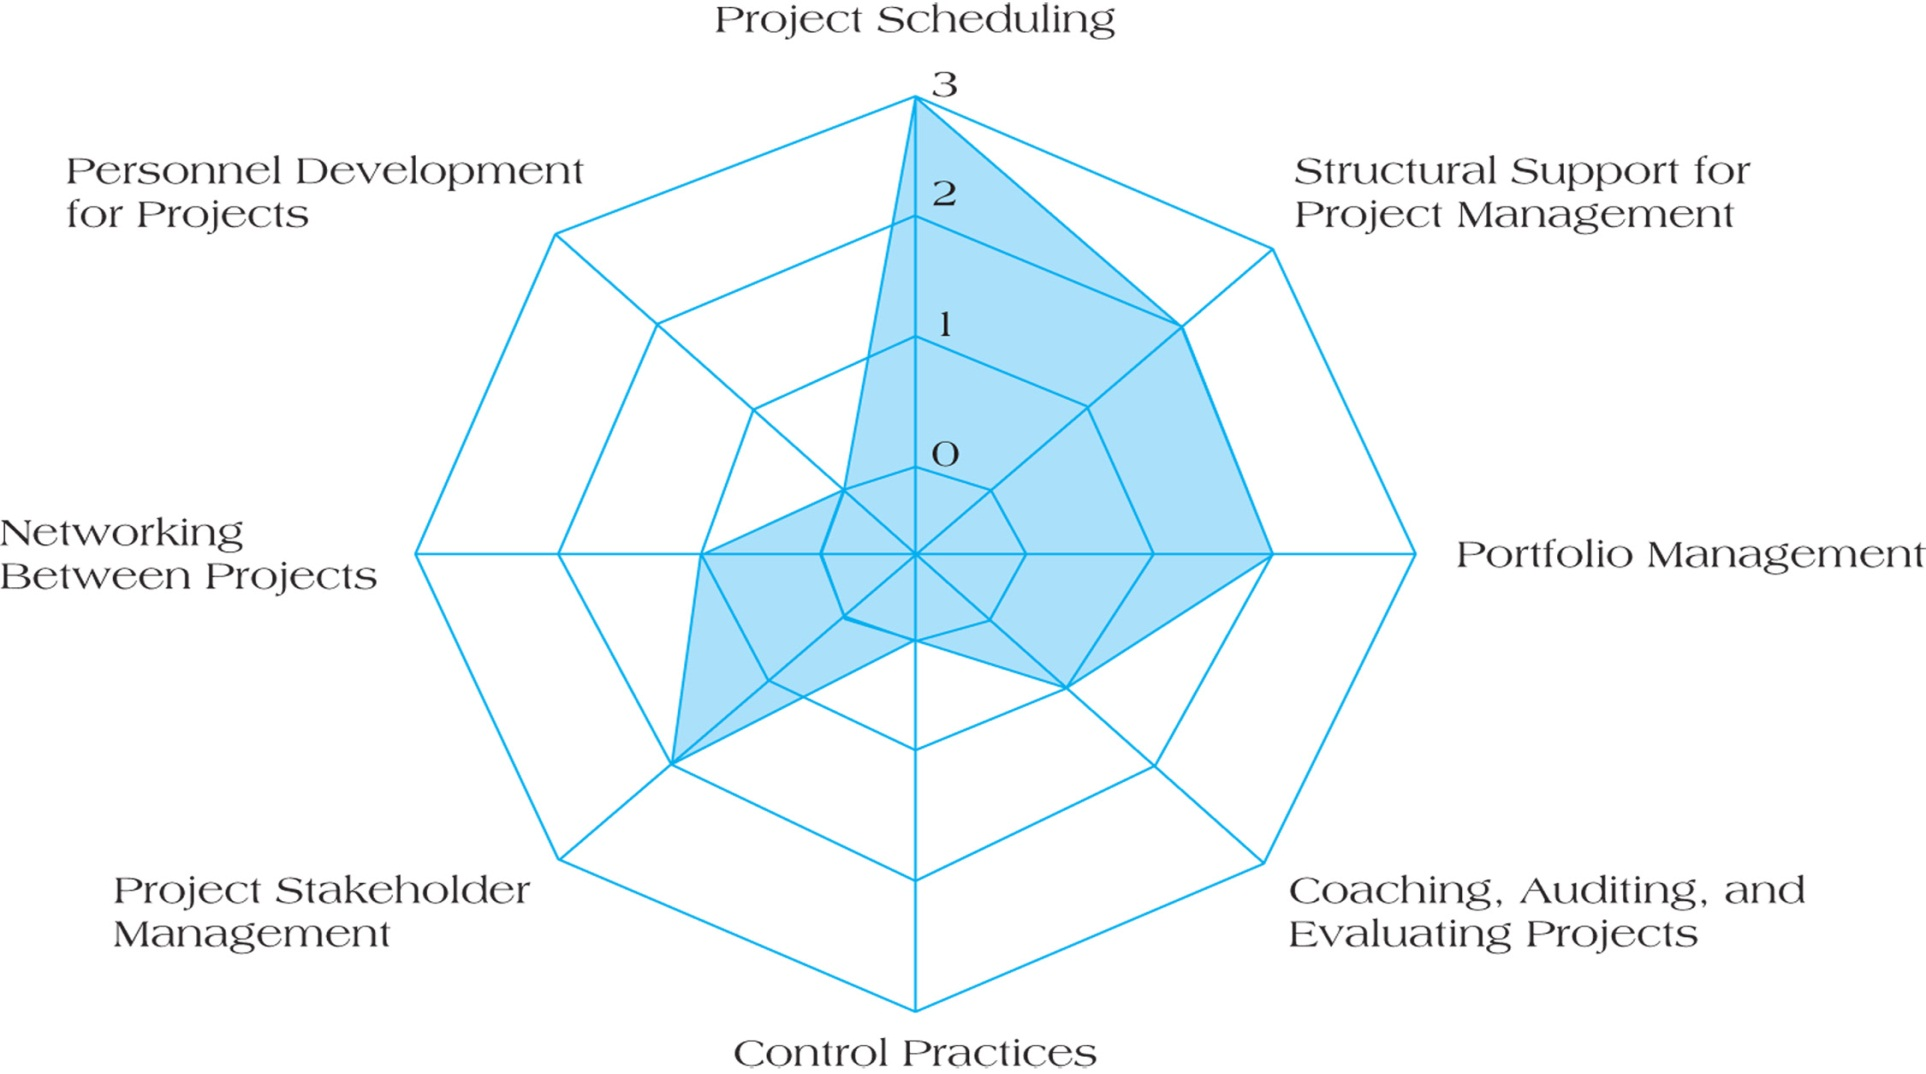 Project Scheduling
3
Personnel Development
for Projects
Structural Support for
Project Management
2
1
0
Networking
Between Projects
Portfolio Management
Project Stakeholder
Management
Coaching, Auditing, and
Evaluating Projects
Control Practices